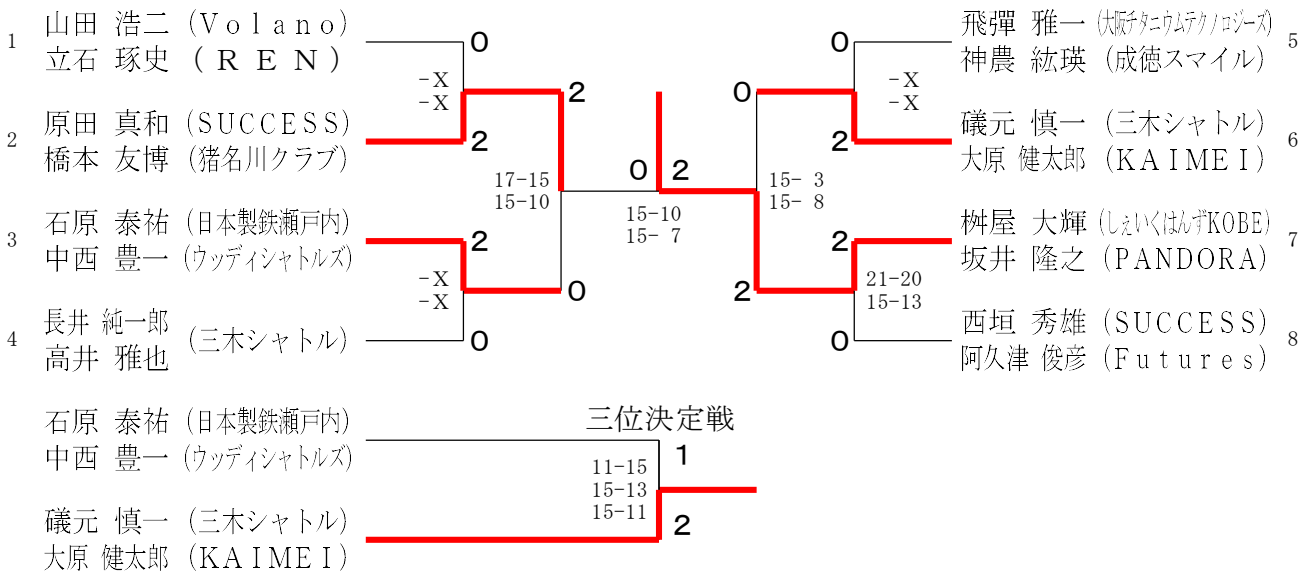 1
山田 浩二 (Volano)
立石 琢史 (REN)
2
原田 真和 (SUCCESS)
橋本 友博 (猪名川クラブ)
3
石原 泰祐 (日本製鉄瀬戸内)
中西 豊一 (ウッディシャトルズ)
4
長井 純一郎
高井 雅也
(三木シャトル)
0
-X
-X
2
2
-X
-X
0
2
17-15
15-10
0
0 2
15-10
15- 7
0
15- 3
15- 8
2
0
-X
-X
2
2
21-20
15-13
0
飛彈 雅一 (大阪チタニウムテクノロジーズ)
神農 紘瑛 (成徳スマイル)
5
礒元 慎一 (三木シャトル)
大原 健太郎 (KAIMEI)
6
桝屋 大輝 (しぇいくはんずKOBE)
坂井 隆之 (PANDORA)
7
西垣 秀雄 (SUCCESS)
阿久津 俊彦 (Futures)
8
三位決定戦
石原 泰祐 (日本製鉄瀬戸内)
中西 豊一 (ウッディシャトルズ)
1
11-15
15-13
15-11
2
礒元 慎一 (三木シャトル)
大原 健太郎 (KAIMEI)